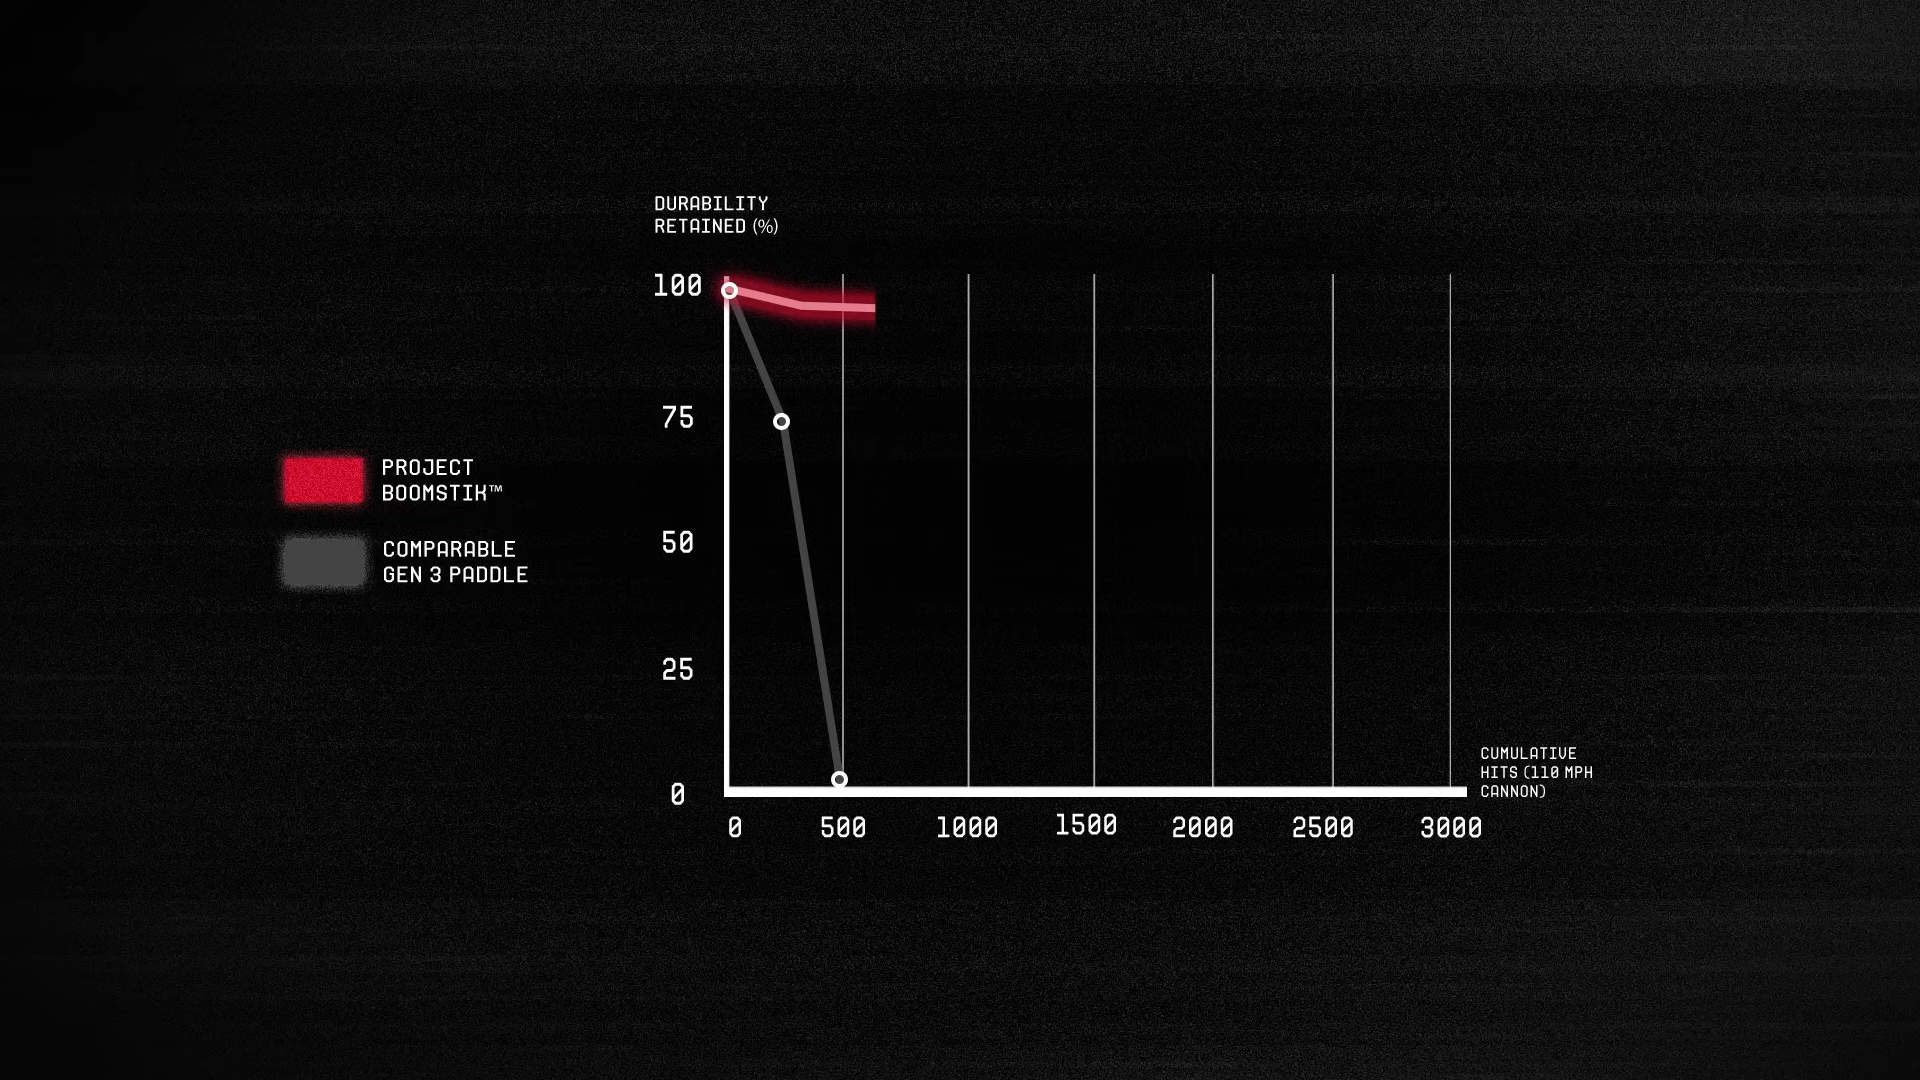 DURABILITY
RETAINED (%)
100
75
50
25
0
PROJECT
BOOMSTIK™
COMPARABLE
GEN 3 PADDLE
CUMULATIVE
HITS (110 MPH
CANNON)
0 500 1000 1500 2000 2500 3000